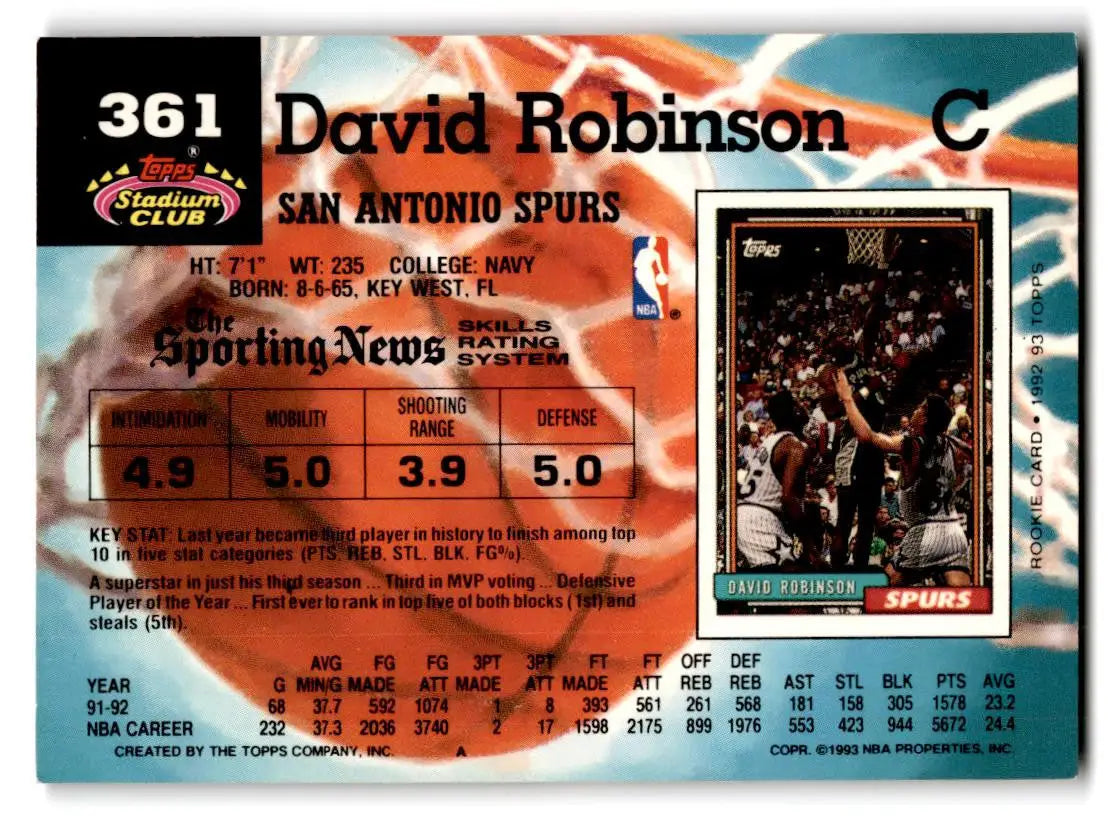 361
David Robinson C
Topps ®
Stadium
CLUB
SAN ANTONIO SPURS
HT: 7'1" WT: 235 COLLEGE: NAVY
BORN: 8-6-65, KEY WEST, FL
NBA ®
The
Sporting News
SKILLS
RATING
SYSTEM
INTIMIDATION MOBILITY SHOOTING RANGE DEFENSE
4.9 5.0 3.9 5.0
KEY STAT: Last year became third player in history to finish among top
10 in five stat categories (PTS. REB. STL. BLK. FG%).
A superstar in just his third season ... Third in MVP voting ... Defensive
Player of the Year ... First ever to rank in top five of both blocks (1st) and
steals (5th).
TOPPS
DAVID ROBINSON
SPURS
ROOKIE CARD • 1992 93 TOPPS
AVG FG FG 3PT 3PT FT FT OFF DEF
YEAR G MIN/G MADE ATT MADE ATT MADE ATT REB REB AST STL BLK PTS AVG
91-92 68 37.7 592 1074 1 8 393 561 261 568 181 158 305 1578 23.2
NBA CAREER 232 37.3 2036 3740 2 17 1598 2175 899 1976 553 423 944 5672 24.4
CREATED BY THE TOPPS COMPANY, INC. A COPR. ©1993 NBA PROPERTIES, INC.